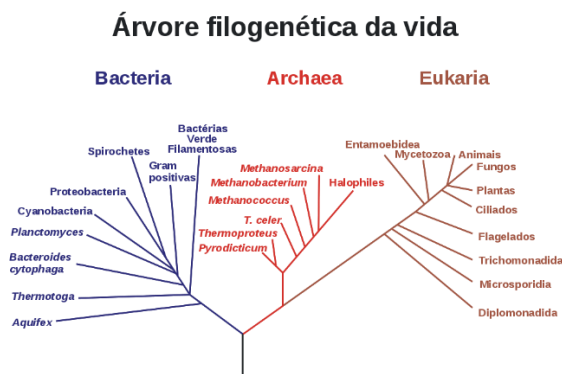 Árvore filogenética da vida
Bacteria
Archaea
Eukaria
Bactérias
Verde
Filamentosas
Spirochetes
Gram
positivas
Proteobacteria
Cyanobacteria
Planctomyces
Bacteroides
cytophaga
Thermotoga
Aquifex
Methanosarcina
Methanobacterium
Halophiles
Methanococcus
T. celer
Thermoproteus
Pyrodicticum
Entamoebidea
Mycetozoa
Animais
Fungos
Plantas
Ciliados
Flagelados
Trichomonadida
Microsporidia
Diplomonadida